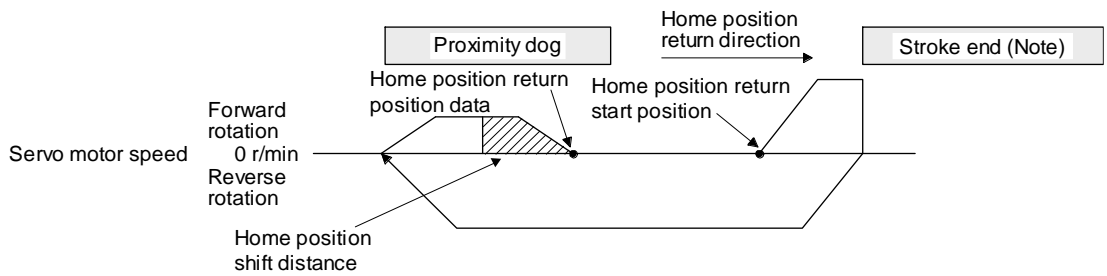 Home position
return direction
Proximity dog
Stroke end (Note)
Home position return
position data
Home position return
start position
Forward
rotation
Servo motor speed 0 r/min
Reverse
rotation
Home position
shift distance